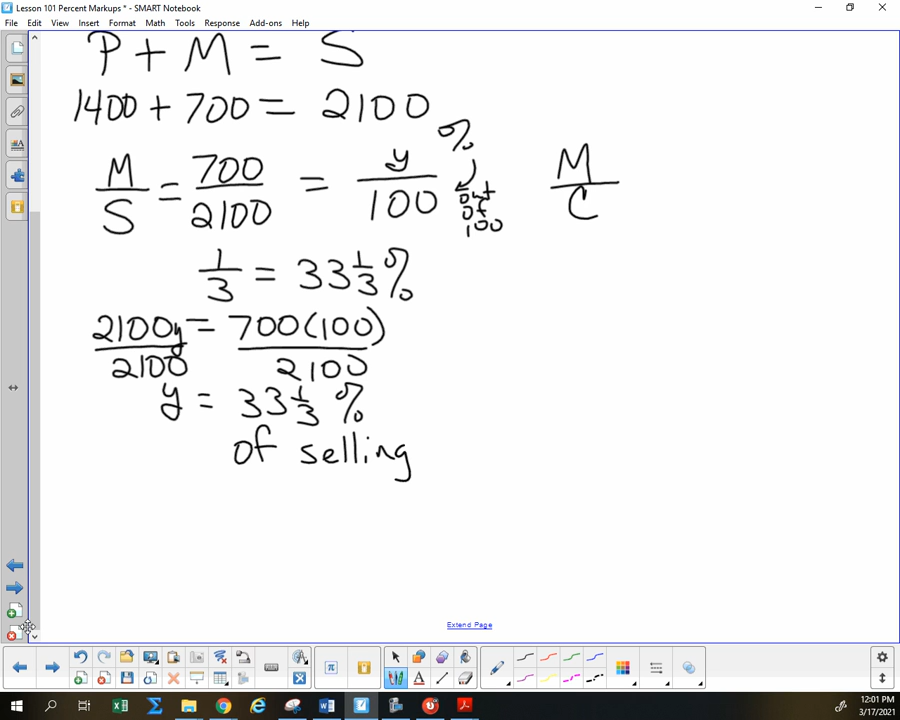 Lesson 101 Percent Markups * - SMART Notebook
File Edit View Insert Format Math Tools Response Add-ons Help
P + M = S
1400 + 700 = 2100
M/S = 700/2100 = y/100
%
out
of
100
M/C
1/3 = 33 1/3 %
2100y/2100 = 700(100)/2100
y = 33 1/3 %
of selling
Extend Page
12:01 PM
3/17/2021